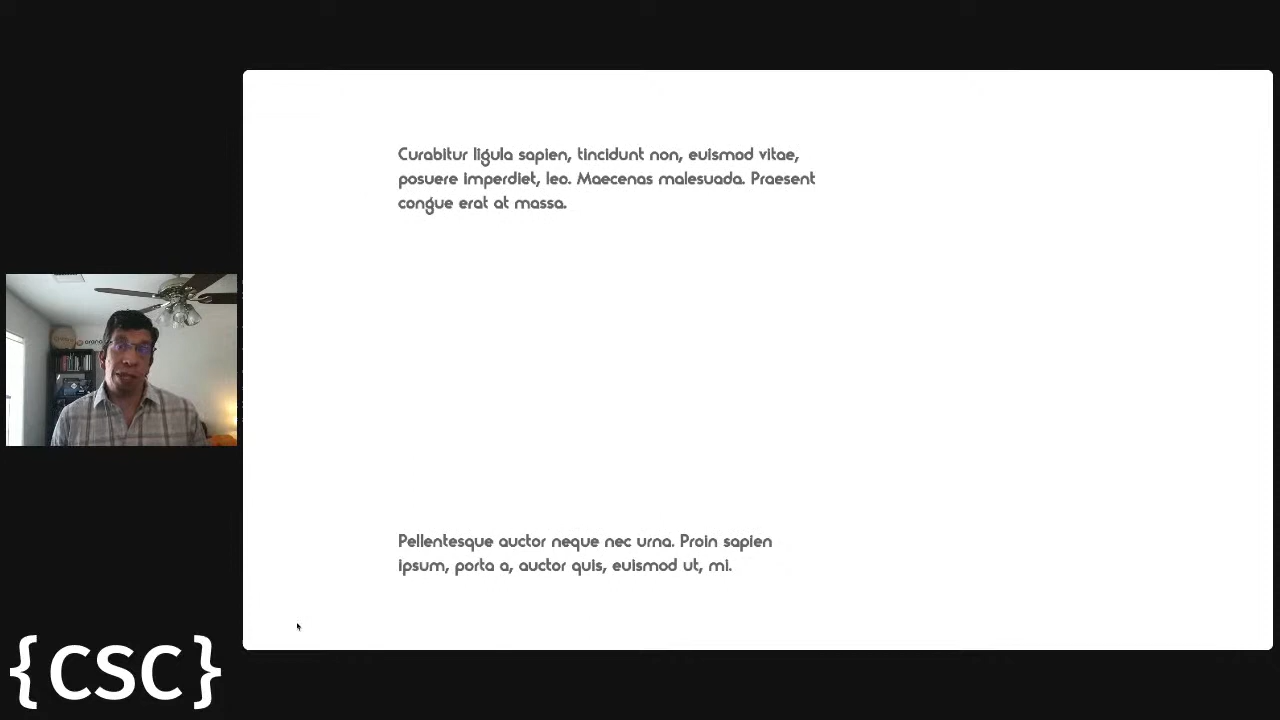 Curabitur ligula sapien, tincidunt non, euismod vitae,
posuere imperdiet, leo. Maecenas malesuada. Praesent
congue erat at massa.
Pellentesque auctor neque nec urna. Proin sapien
ipsum, porta a, auctor quis, euismod ut, mi.
{CSC}